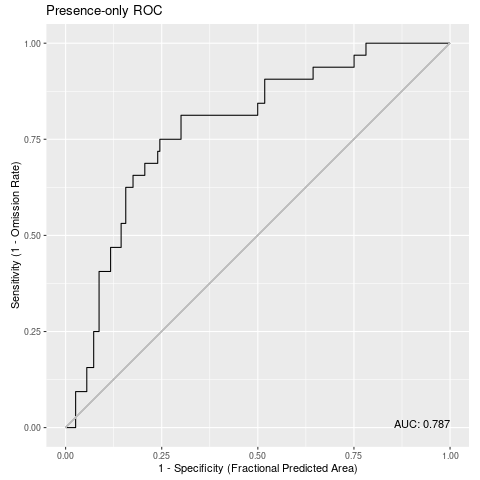 Presence-only ROC
1.00
0.75
0.50
0.25
0.00
Sensitivity (1 - Omission Rate)
AUC: 0.787
0.00 0.25 0.50 0.75 1.00
1 - Specificity (Fractional Predicted Area)